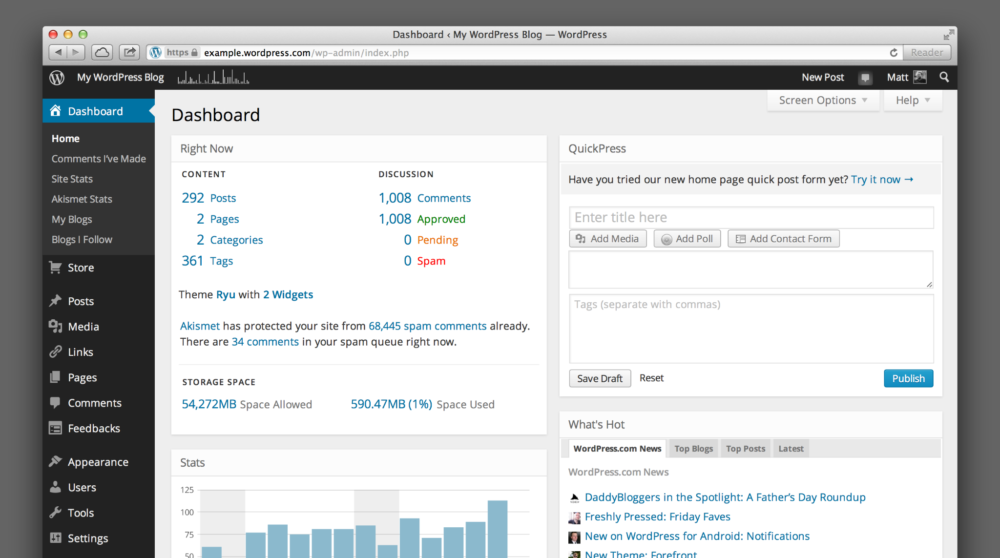 Dashboard ‹ My WordPress Blog — WordPress
https example.wordpress.com/wp-admin/index.php
Reader
My WordPress Blog
New Post
Matt
Screen Options
Help
Dashboard
Home
Comments I’ve Made
Site Stats
Akismet Stats
My Blogs
Blogs I Follow
Store
Posts
Media
Links
Pages
Comments
Feedbacks
Appearance
Users
Tools
Settings
Dashboard
Right Now
CONTENT
292 Posts
2 Pages
2 Categories
361 Tags
DISCUSSION
1,008 Comments
1,008 Approved
0 Pending
0 Spam
Theme Ryu with 2 Widgets
Akismet has protected your site from 68,445 spam comments already.
There are 34 comments in your spam queue right now.
STORAGE SPACE
54,272MB Space Allowed
590.47MB (1%) Space Used
Stats
125
100
75
50
QuickPress
Have you tried our new home page quick post form yet? Try it now →
Enter title here
Add Media
Add Poll
Add Contact Form
Tags (separate with commas)
Save Draft
Reset
Publish
What's Hot
WordPress.com News
Top Blogs
Top Posts
Latest
WordPress.com News
DaddyBloggers in the Spotlight: A Father’s Day Roundup
Freshly Pressed: Friday Faves
New on WordPress for Android: Notifications
New Theme: Forefront